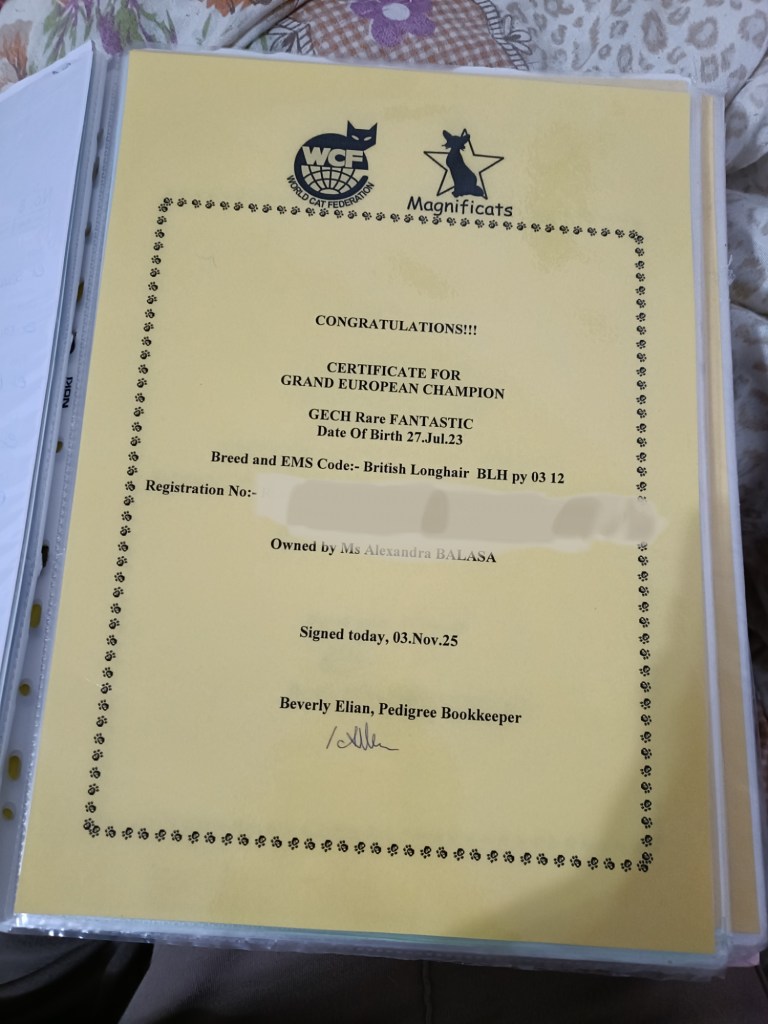 WCF
WORLD CAT FEDERATION
Magnificats
CONGRATULATIONS!!!
CERTIFICATE FOR
GRAND EUROPEAN CHAMPION
GECH Rare FANTASTIC
Date Of Birth 27.Jul.23
Breed and EMS Code:- British Longhair BLH py 03 12
Registration No:-
Owned by Ms Alexandra BALASA
Signed today, 03.Nov.25
Beverly Elian, Pedigree Bookkeeper
NOKI